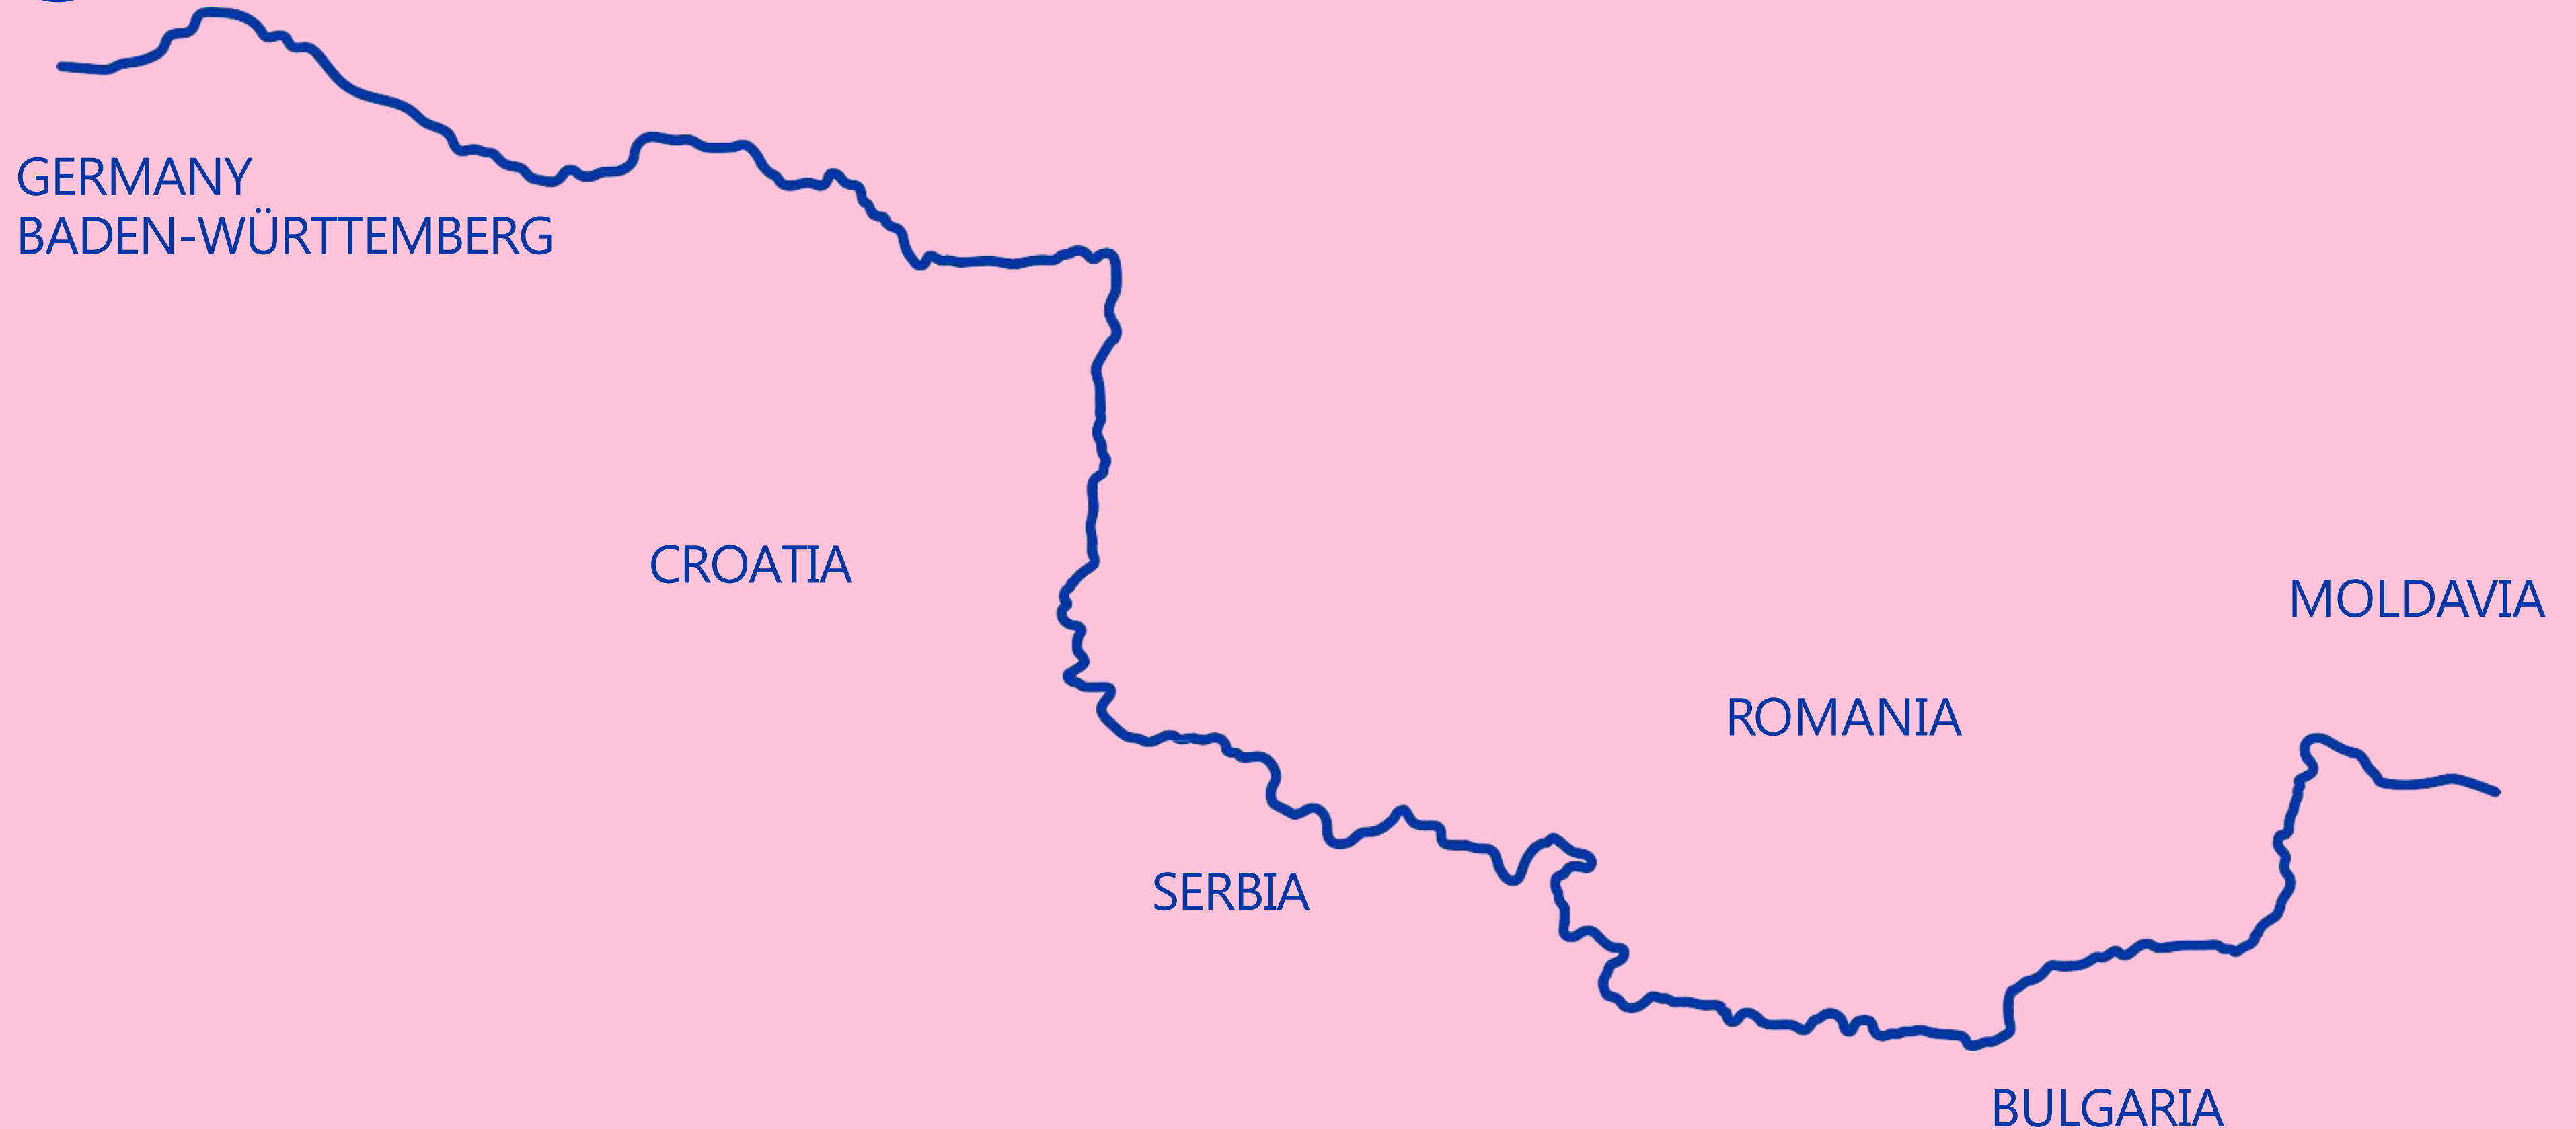 GERMANY
BADEN-WÜRTTEMBERG
CROATIA
MOLDAVIA
ROMANIA
SERBIA
BULGARIA